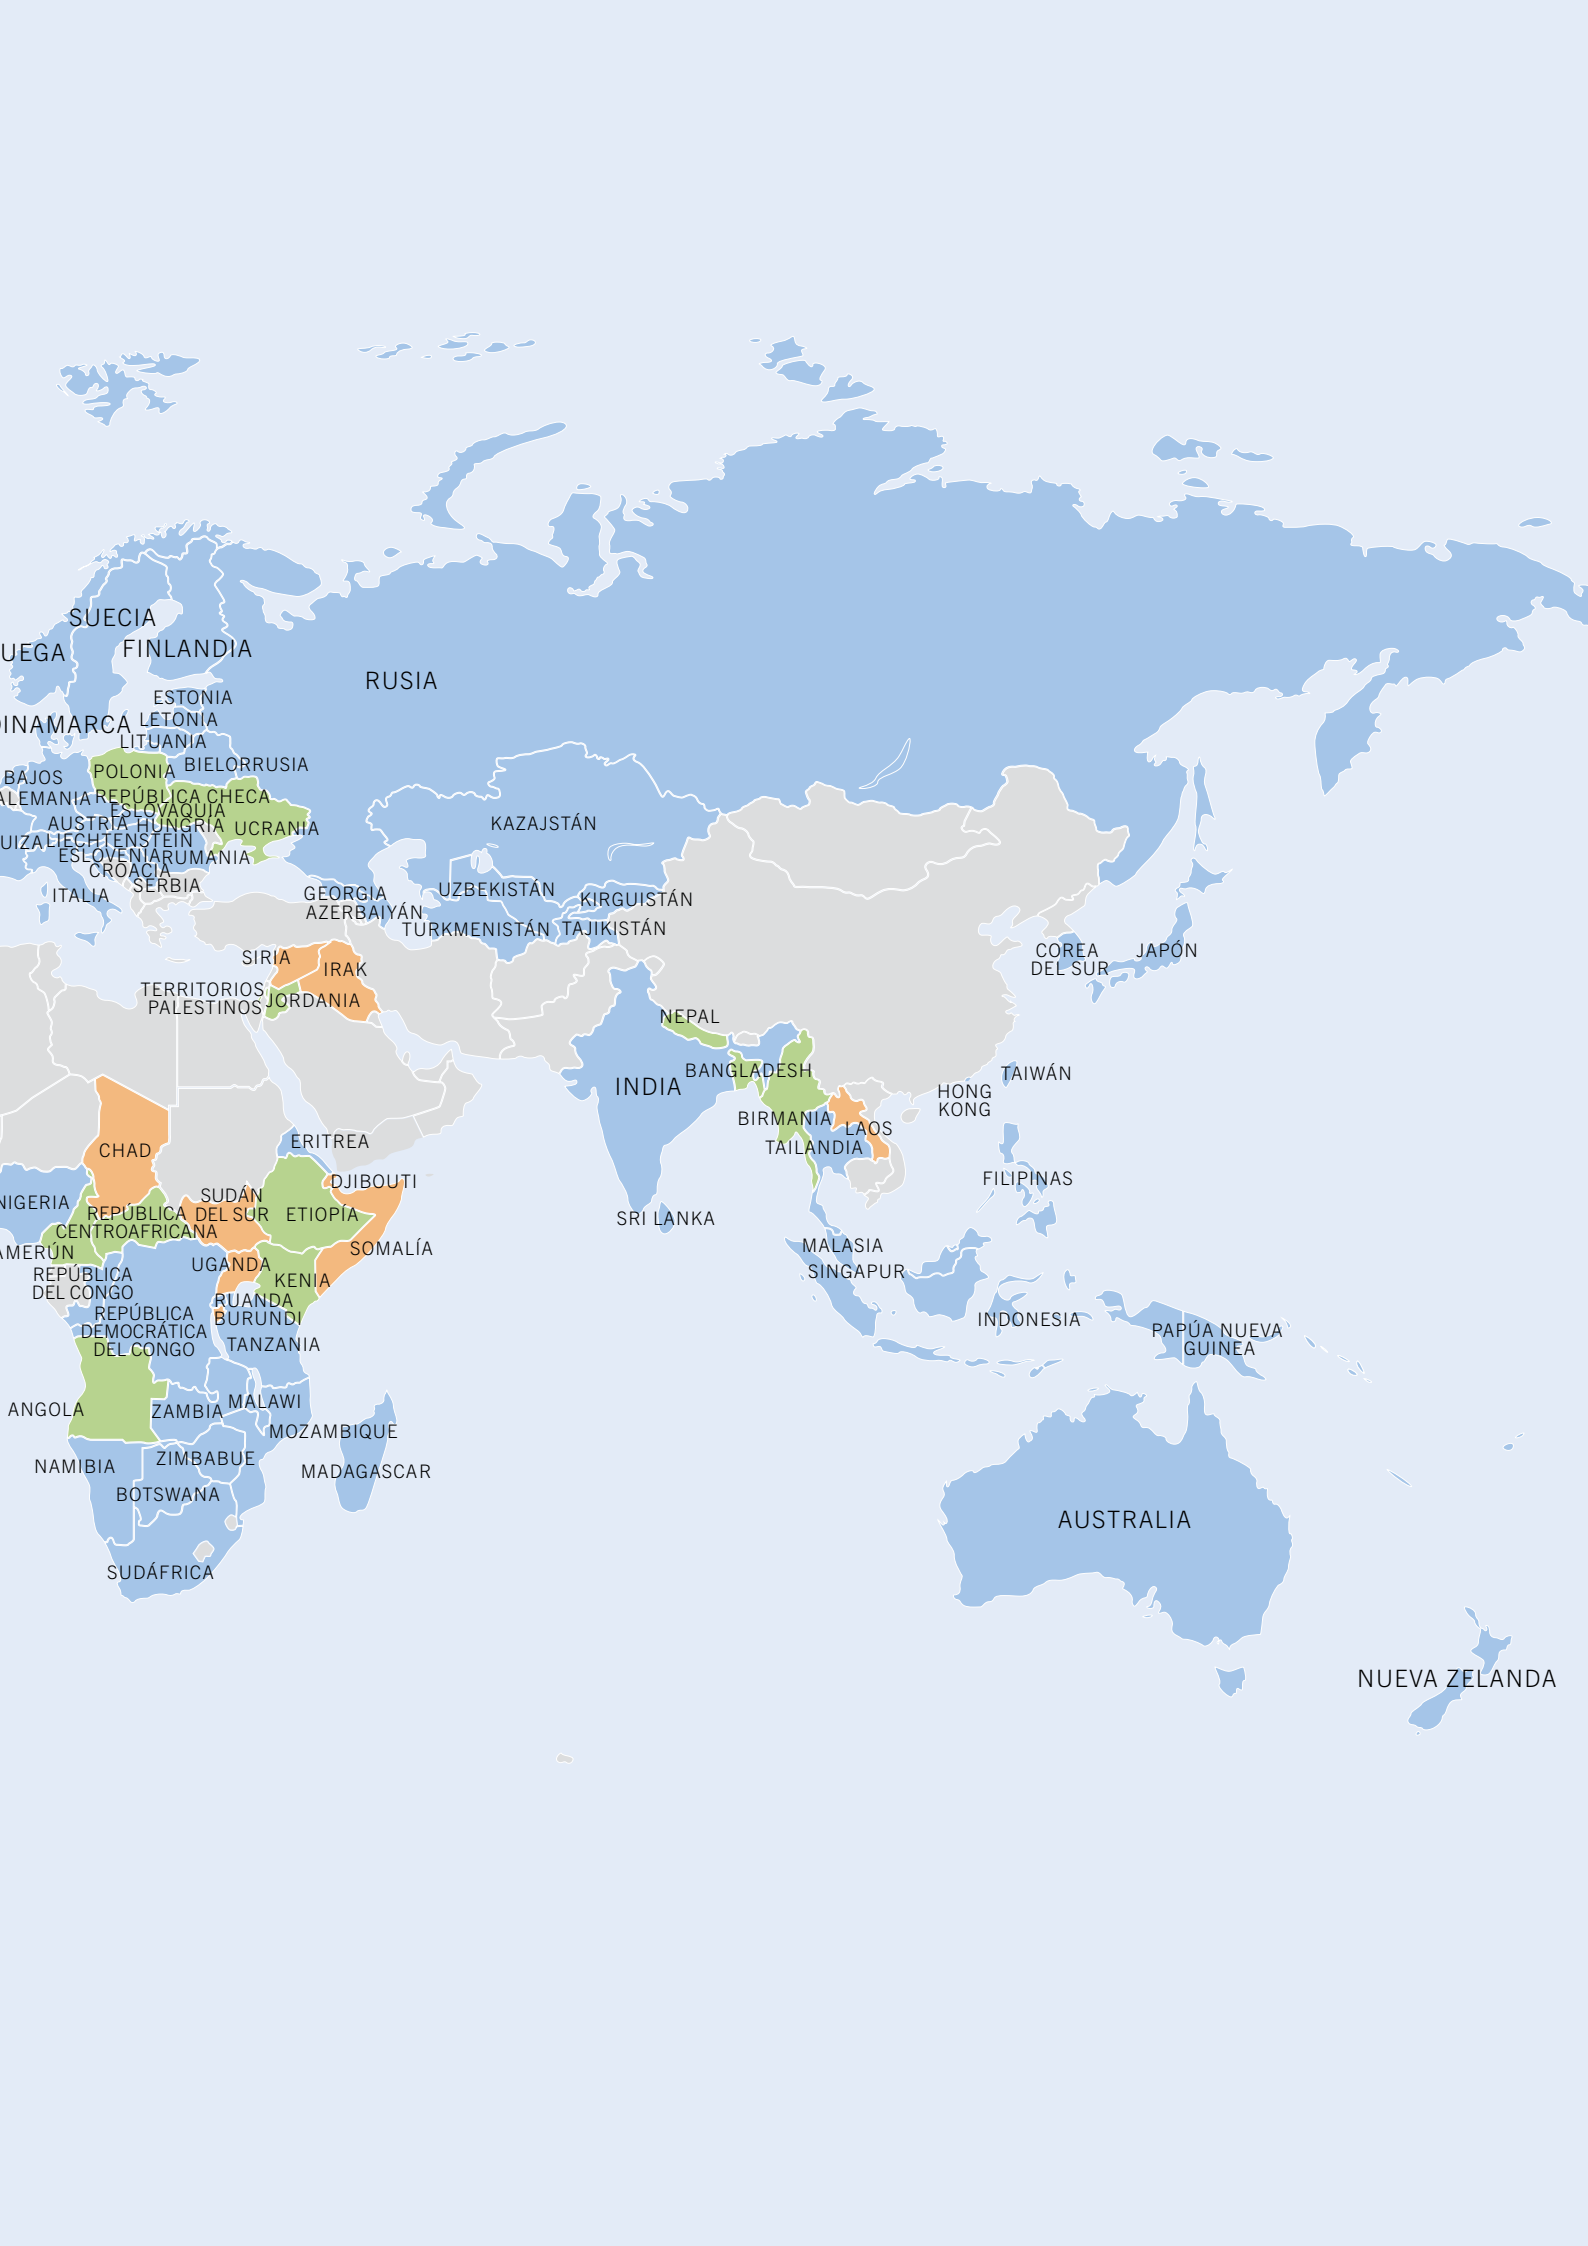 SUECIA
UEGA
FINLANDIA
RUSIA
ESTONIA
INAMARCA
LETONIA
LITUANIA
BIELORRUSIA
POLONIA
BAJOS
ALEMANIA
REPÚBLICA CHECA
ESLOVAQUIA
AUSTRIA
HUNGRIA
UCRANIA
KAZAJSTÁN
UIZA
LIECHTENSTEIN
ESLOVENIA
RUMANIA
CROACIA
SERBIA
ITALIA
GEORGIA
AZERBAIYÁN
UZBEKISTÁN
KIRGUISTÁN
TURKMENISTÁN
TAJIKISTÁN
COREA
DEL SUR
JAPÓN
SIRIA
IRAK
TERRITORIOS
PALESTINOS
JORDANIA
NEPAL
BANGLADESH
INDIA
TAIWÁN
HONG
KONG
BIRMANIA
LAOS
TAILANDIA
CHAD
ERITREA
DJIBOUTI
FILIPINAS
NIGERIA
SUDÁN
DEL SUR
REPÚBLICA
CENTROAFRICANA
ETIOPÍA
SRI LANKA
AMERÚN
SOMALÍA
MALASIA
UGANDA
SINGAPUR
REPÚBLICA
DEL CONGO
KENIA
RUANDA
BURUNDI
REPÚBLICA
DEMOCRÁTICA
DEL CONGO
TANZANIA
INDONESIA
PAPÚA NUEVA
GUINEA
ANGOLA
ZAMBIA
MALAWI
MOZAMBIQUE
NAMIBIA
ZIMBABUE
MADAGASCAR
BOTSWANA
AUSTRALIA
SUDÁFRICA
NUEVA ZELANDA